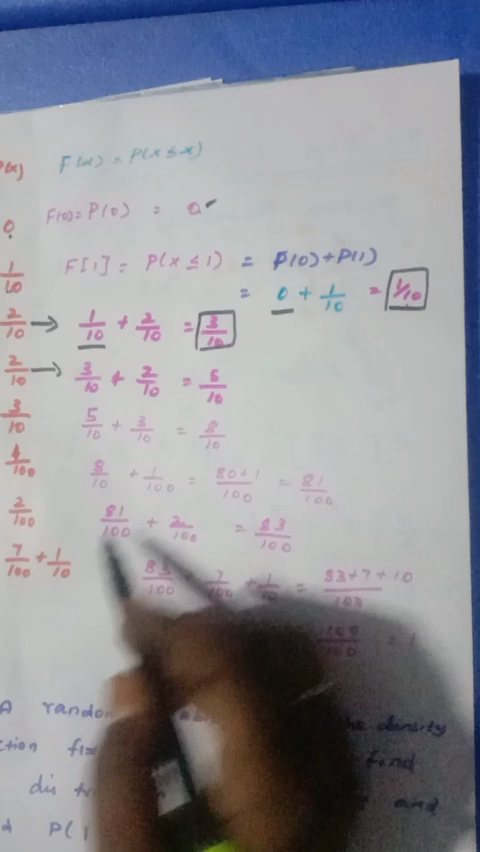 P(x) F(x) = P(X ≤ x)
0 F(0) = P(0) = 0
1/10 F[1] = P(X ≤ 1) = P(0) + P(1)
= 0 + 1/10 = 1/10
2/10 → 1/10 + 2/10 = 3/10
2/10 → 3/10 + 2/10 = 5/10
3/10 5/10 + 3/10 = 8/10
1/100 8/10 + 1/100 = 80+1/100 = 81/100
2/100 81/100 + 2/100 = 83/100
7/100 + 1/10 83/100 + 7/100 + 1/10 = 83+7+10/100
100/100 = 1
A random density
find
dis and
P(1